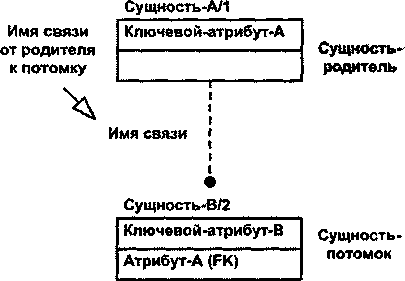 Сущность-А/1
Имя связи
от родителя
к потомку
Ключевой-атрибут-А
Сущность-
родитель
Имя связи
Сущность-В/2
Ключевой-атрибут-В
Атрибут-А (FK)
Сущность-
потомок